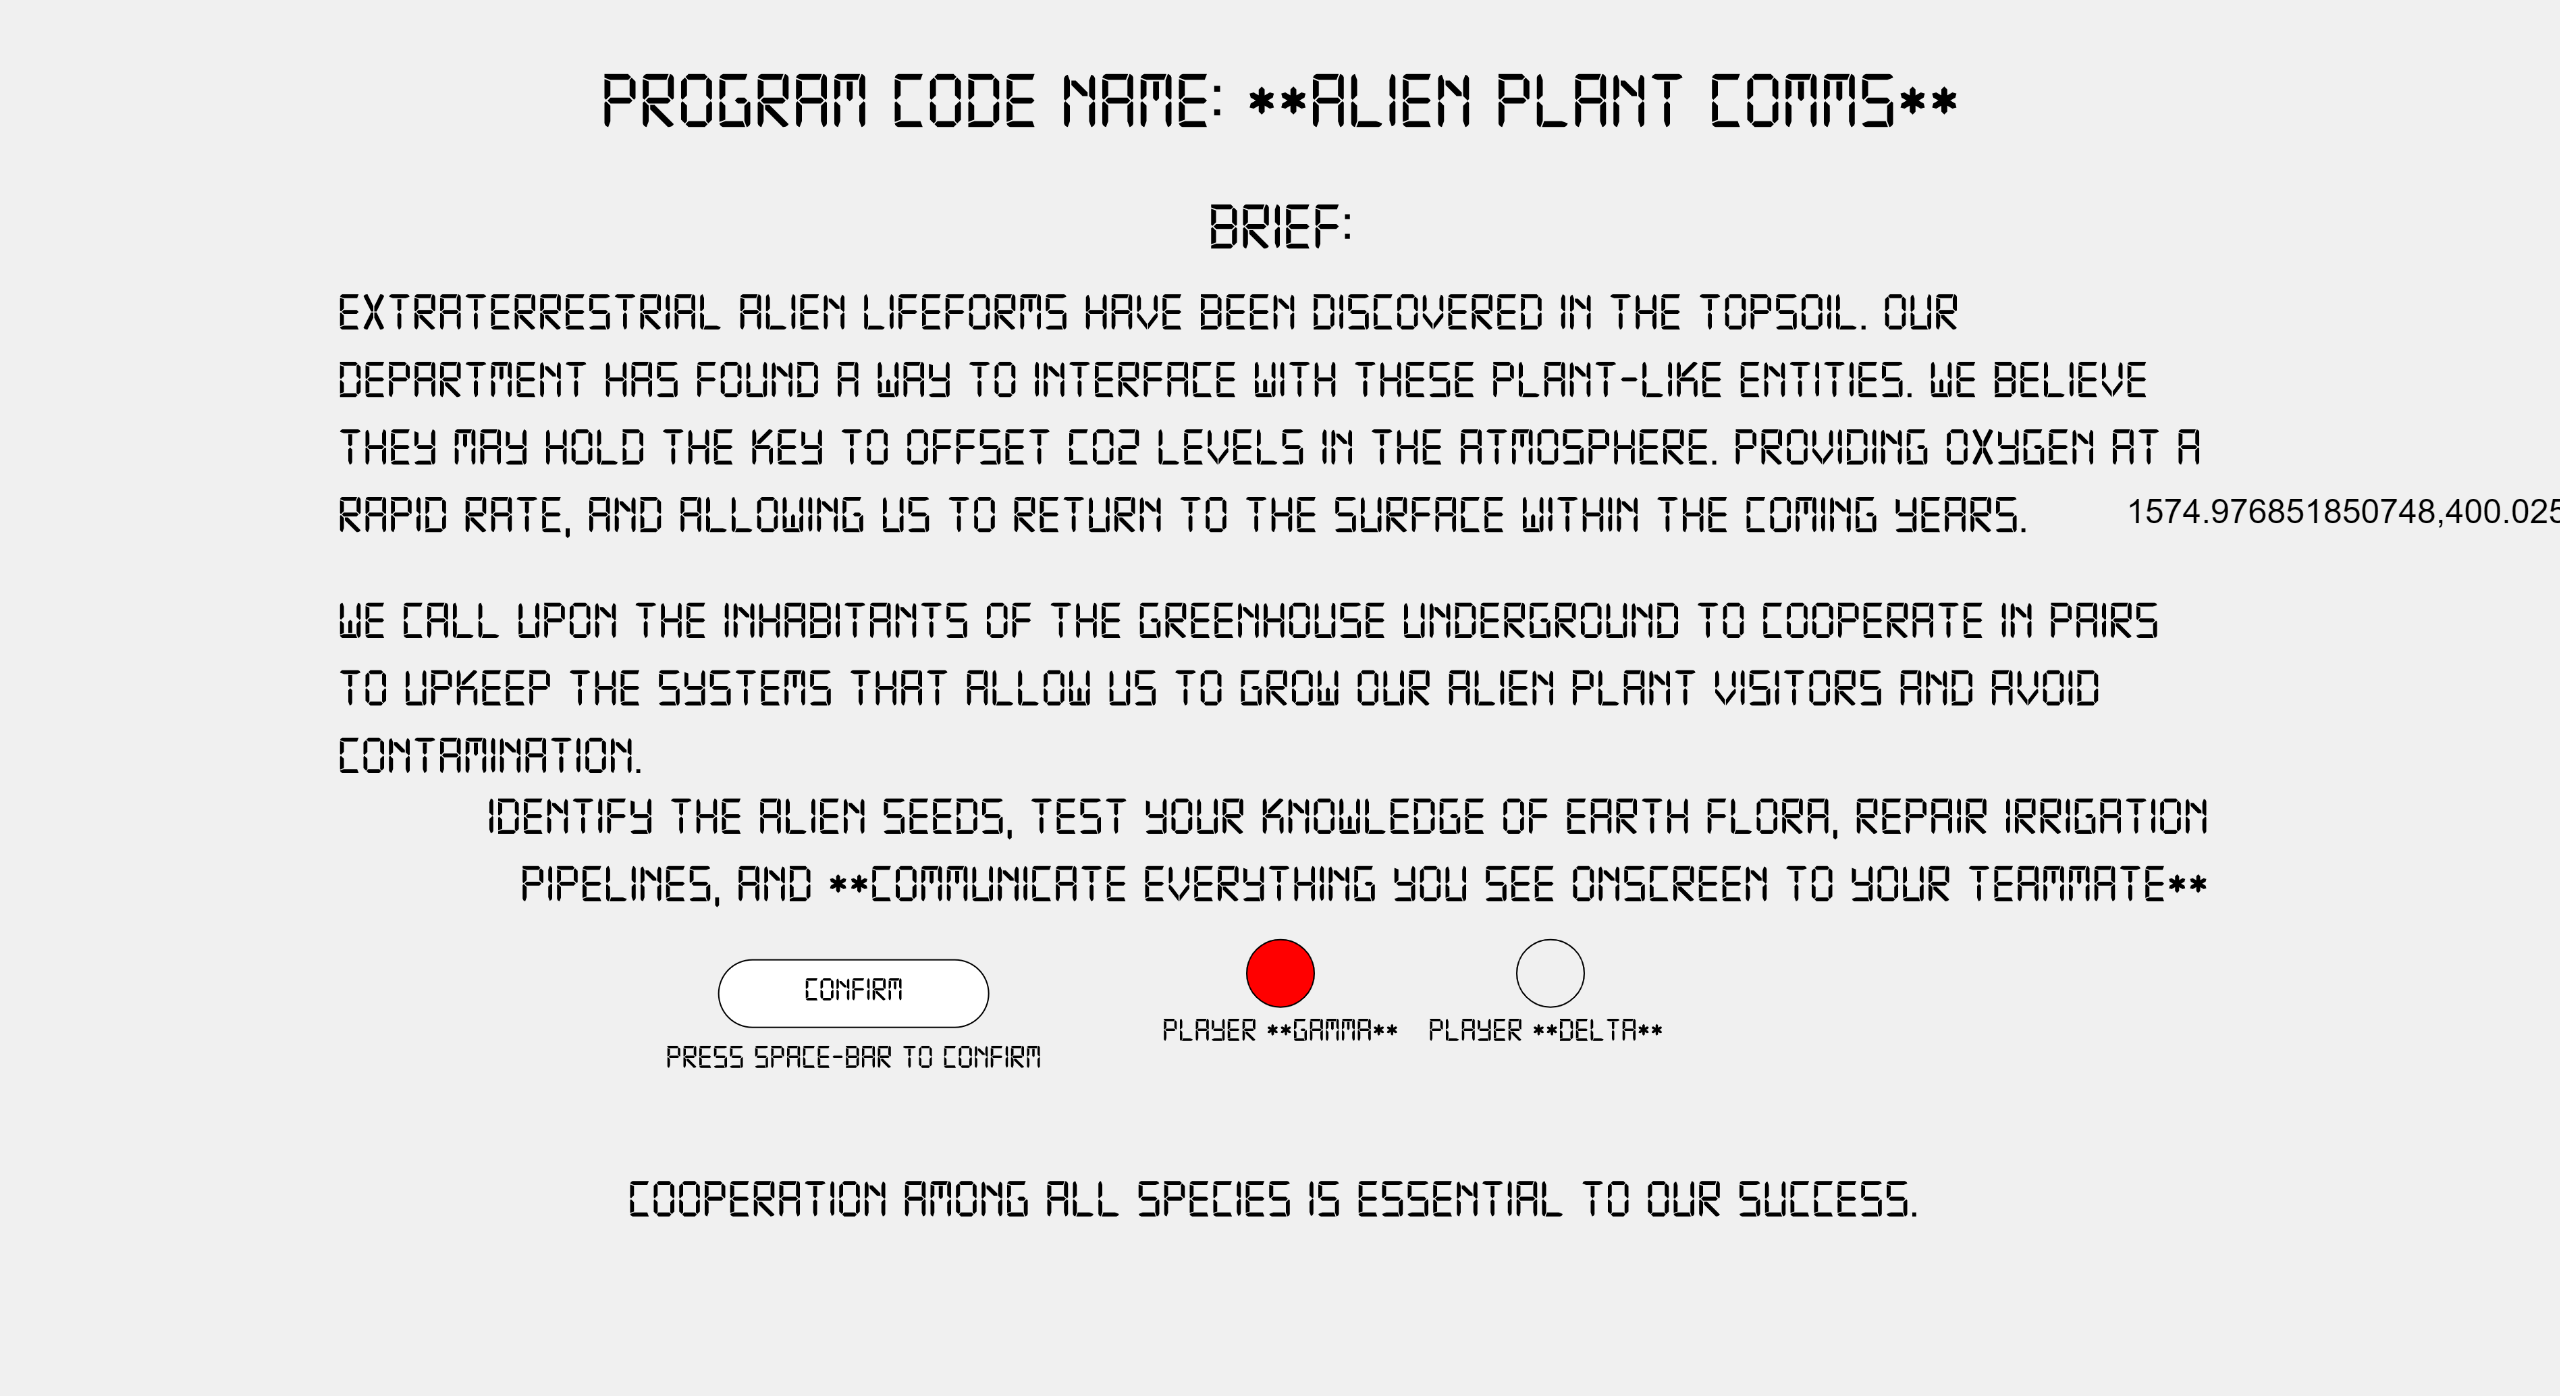 PROGRAM CODE NAME: **ALIEN PLANT COMMS**
BRIEF:
EXTRATERRESTRIAL ALIEN LIFEFORMS HAVE BEEN DISCOVERED IN THE TOPSOIL. OUR
DEPARTMENT HAS FOUND A WAY TO INTERFACE WITH THESE PLANT-LIKE ENTITIES. WE BELIEVE
THEY MAY HOLD THE KEY TO OFFSET CO2 LEVELS IN THE ATMOSPHERE. PROVIDING OXYGEN AT A
RAPID RATE, AND ALLOWING US TO RETURN TO THE SURFACE WITHIN THE COMING YEARS.
1574.976851850748,400.025
WE CALL UPON THE INHABITANTS OF THE GREENHOUSE UNDERGROUND TO COOPERATE IN PAIRS
TO UPKEEP THE SYSTEMS THAT ALLOW US TO GROW OUR ALIEN PLANT VISITORS AND AVOID
CONTAMINATION.
IDENTIFY THE ALIEN SEEDS, TEST YOUR KNOWLEDGE OF EARTH FLORA, REPAIR IRRIGATION
PIPELINES, AND **COMMUNICATE EVERYTHING YOU SEE ONSCREEN TO YOUR TEAMMATE**
CONFIRM
PRESS SPACE-BAR TO CONFIRM
PLAYER **GAMMA**
PLAYER **DELTA**
COOPERATION AMONG ALL SPECIES IS ESSENTIAL TO OUR SUCCESS.